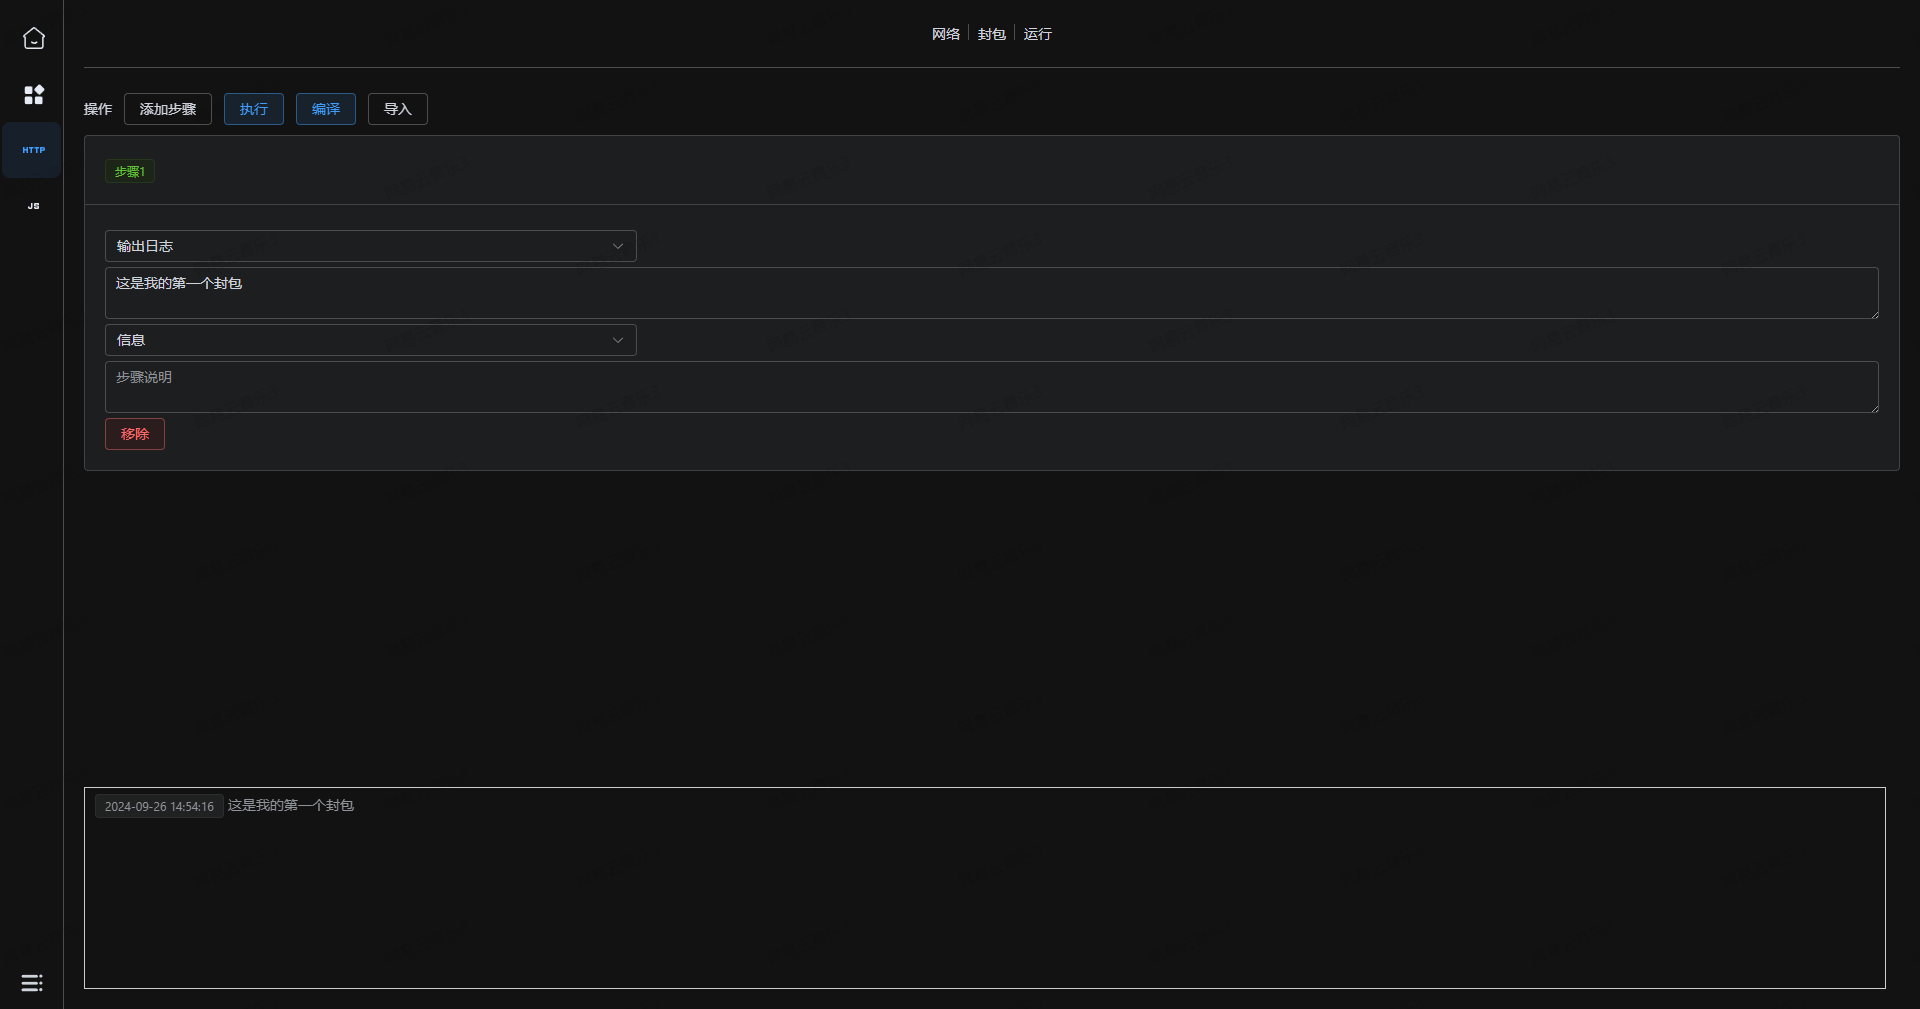 网络 封包 运行
操作 添加步骤 执行 编译 导入
HTTP
JS
步骤1
输出日志
这是我的第一个封包
信息
步骤说明
移除
2024-09-26 14:54:16 这是我的第一个封包